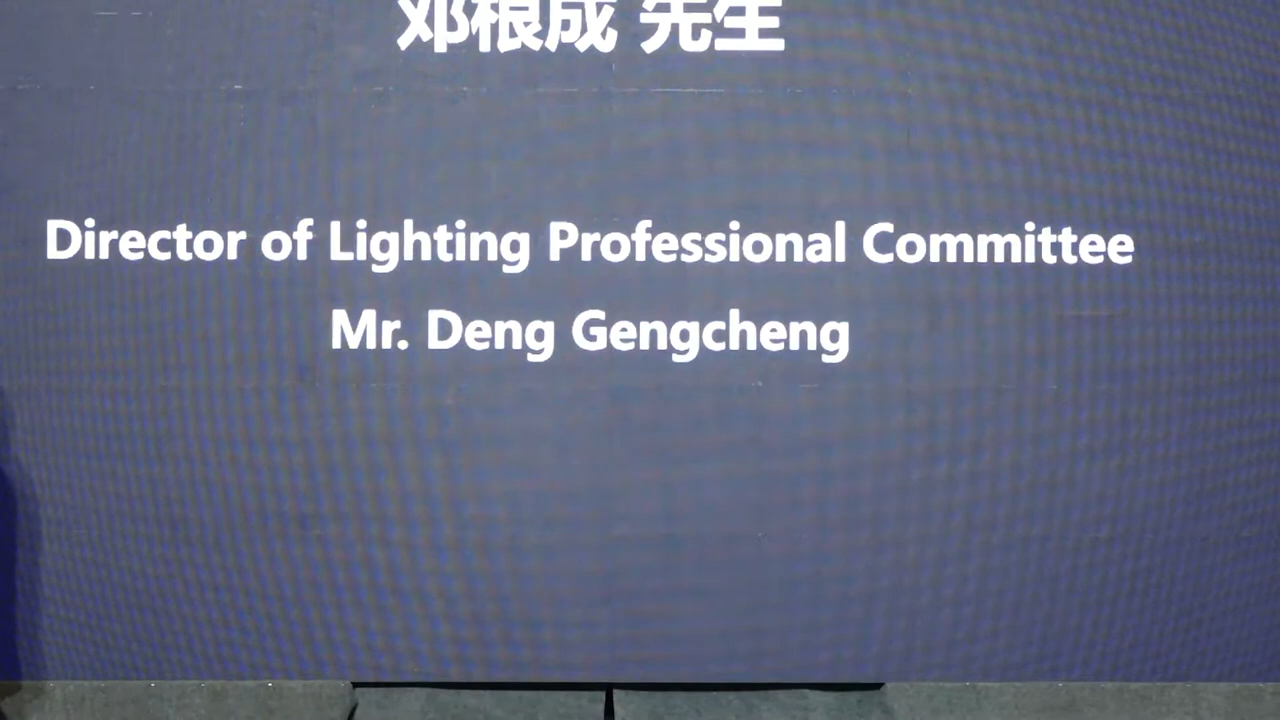 邓根成 先生
Director of Lighting Professional Committee
Mr. Deng Gengcheng